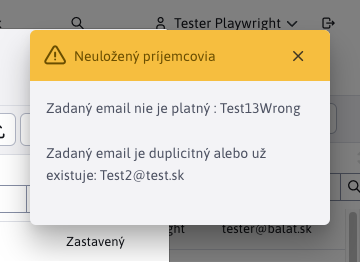 Tester Playwright
Neuložený príjemcovia
Zadaný email nie je platný : Test13Wrong
Zadaný email je duplicitný alebo už
existuje: Test2@test.sk
tester@balat.sk
Zastavený